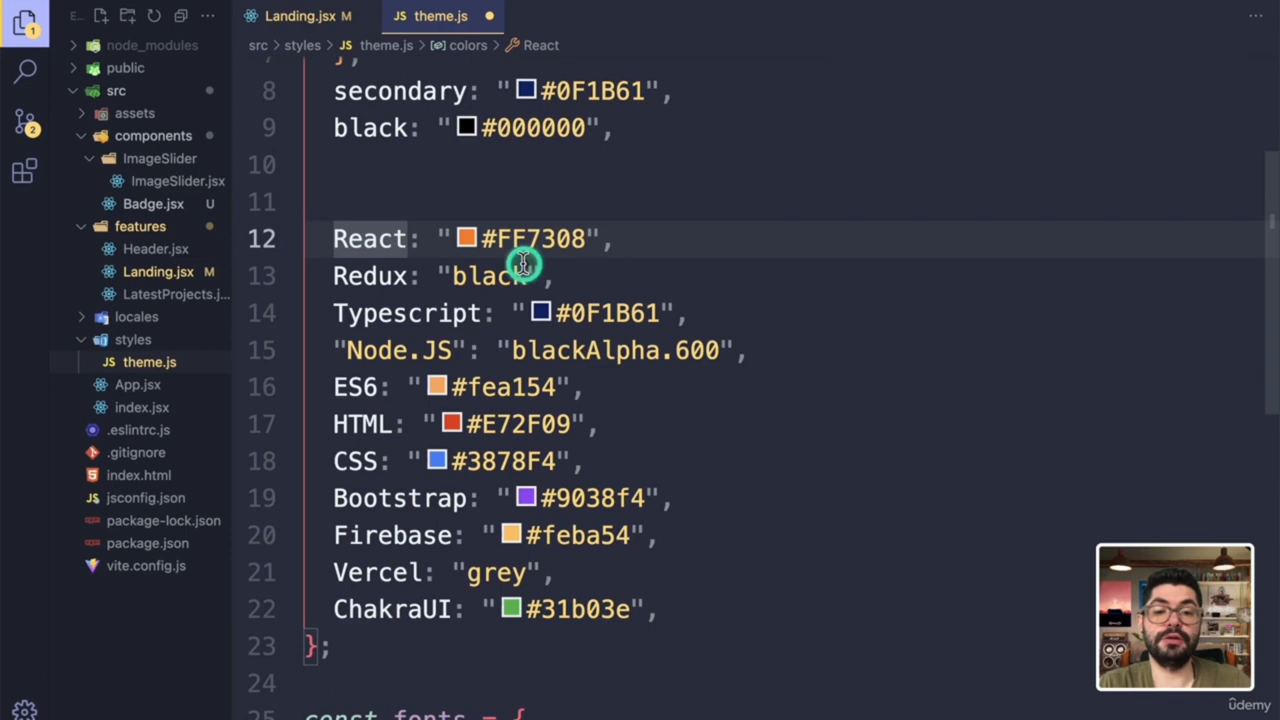 E...
Landing.jsx M
JS theme.js
src > styles > JS theme.js > colors > React
node_modules
public
src
assets
components
ImageSlider
ImageSlider.jsx
Badge.jsx U
features
Header.jsx
Landing.jsx M
LatestProjects.j...
locales
styles
JS theme.js
App.jsx
index.jsx
.eslintrc.js
.gitignore
index.html
jsconfig.json
package-lock.json
package.json
vite.config.js
1
2
8 secondary: "#0F1B61",
9 black: "#000000",
10
11
12 React: "#FF7308",
13 Redux: "black",
14 Typescript: "#0F1B61",
15 "Node.JS": "blackAlpha.600",
16 ES6: "#fea154",
17 HTML: "#E72F09",
18 CSS: "#3878F4",
19 Bootstrap: "#9038f4",
20 Firebase: "#feba54",
21 Vercel: "grey",
22 ChakraUI: "#31b03e",
23 };
24
25 const fonts = {
udemy